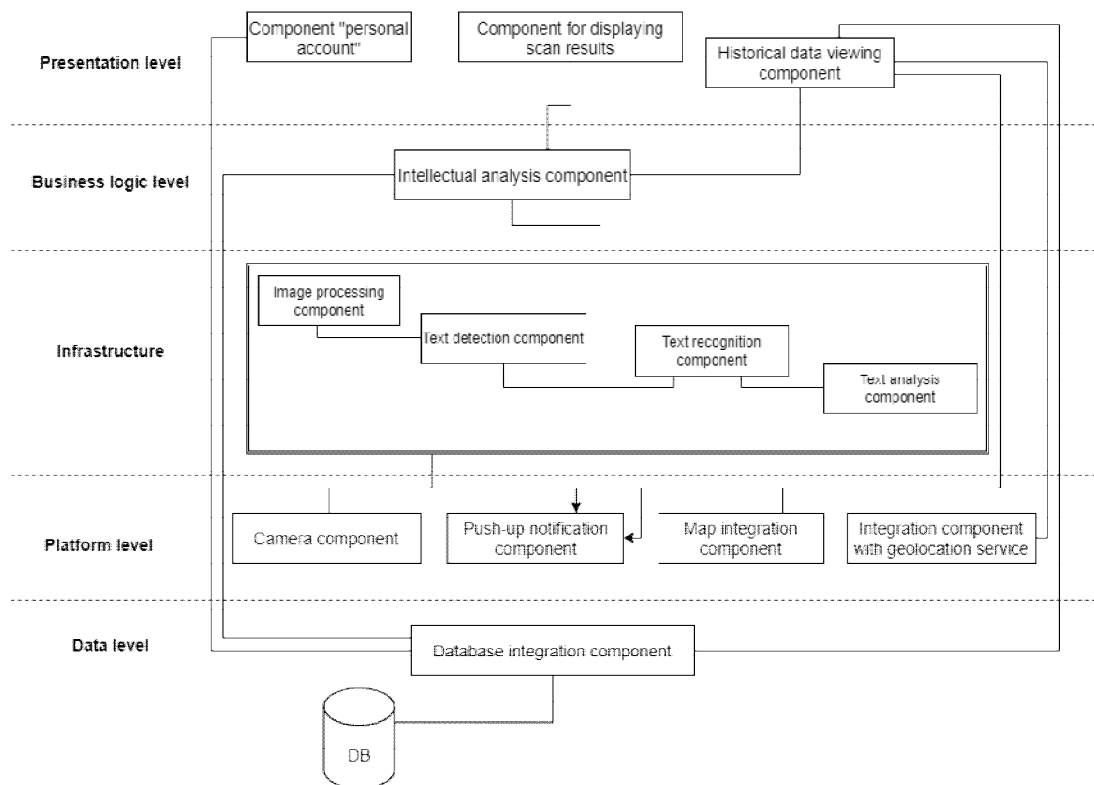 Component "personal
account"
Component for displaying
scan results
Presentation level
Historical data viewing
component
Business logic level
Intellectual analysis component
Image processing
component
Text detection component
Infrastructure
Text recognition
component
Text analysis
component
Platform level
Camera component
Push-up notification
component
Map integration
component
Integration component
with geolocation service
Data level
Database integration component
DB